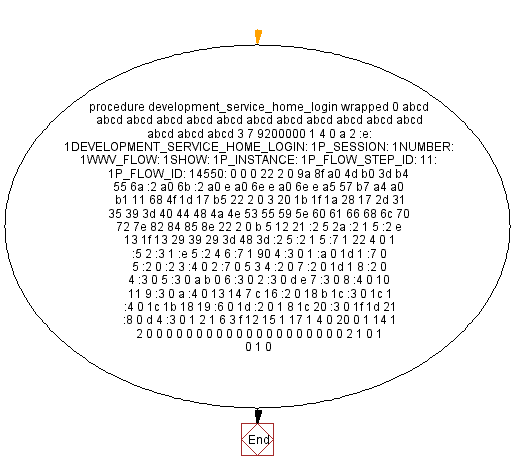 procedure development_service_home_login wrapped 0 abcd
abcd abcd abcd abcd abcd abcd abcd abcd abcd abcd
abcd abcd abcd 3 7 9200000 1 4 0 a 2 :e:
1DEVELOPMENT_SERVICE_HOME_LOGIN: 1P_SESSION: 1NUMBER:
1WWV_FLOW: 1SHOW: 1P_INSTANCE: 1P_FLOW_STEP_ID: 11:
1P_FLOW_ID: 14550: 0 0 0 22 2 0 9a 8f a0 4d b0 3d b4
55 6a :2 a0 6b :2 a0 e a0 6e e a0 6e e a5 57 b7 a4 a0
b1 11 68 4f 1d 17 b5 22 2 0 3 20 1b 1f 1a 28 17 2d 31
35 39 3d 40 44 48 4a 4e 53 55 59 5e 60 61 66 68 6c 70
72 7e 82 84 85 8e 22 2 0 b 5 12 21 :2 5 2a :2 1 5 :2 e
13 1f 13 29 39 29 3d 48 3d :2 5 :2 1 5 :7 1 22 4 0 1
:5 2 :3 1 :e 5 :2 4 6 :7 1 90 4 :3 0 1 :a 0 1d 1 :7 0
5 :2 0 :2 3 :4 0 2 :7 0 5 3 4 :2 0 7 :2 0 1d 1 8 :2 0
4 :3 0 5 :3 0 a b 0 6 :3 0 2 :3 0 d e 7 :3 0 8 :4 0 10
11 9 :3 0 a :4 0 13 14 7 c 16 :2 0 18 b 1c :3 0 1c 1
:4 0 1c 1b 18 19 :6 0 1d :2 0 1 8 1c 20 :3 0 1f 1d 21
:8 0 d 4 :3 0 1 2 1 6 3 f 12 15 1 17 1 4 0 20 0 1 14 1
2 0 0 0 0 0 0 0 0 0 0 0 0 0 0 0 0 0 0 0 0 2 1 0 1
0 1 0
End